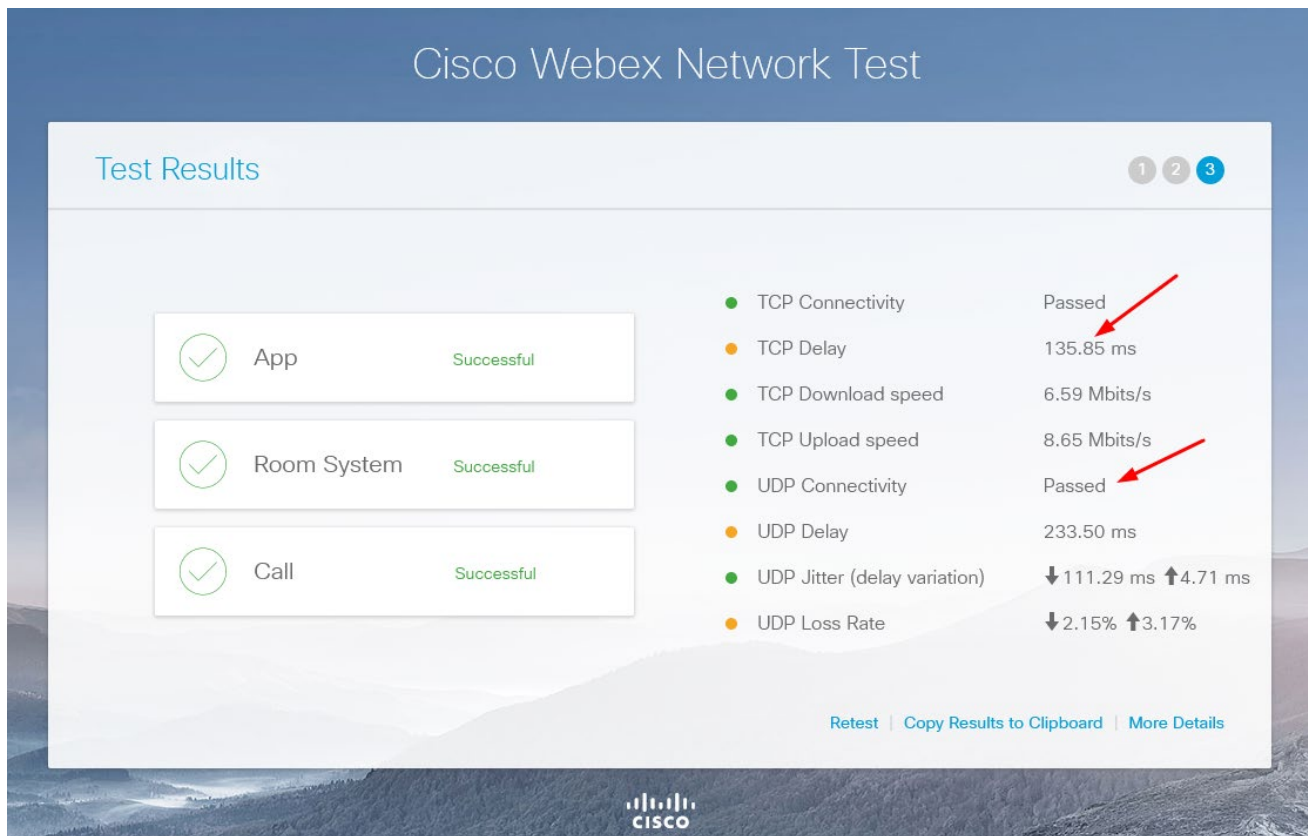 Cisco Webex Network Test
Test Results
1 2 3
App Successful
Room System Successful
Call Successful
TCP Connectivity Passed
TCP Delay 135.85 ms
TCP Download speed 6.59 Mbits/s
TCP Upload speed 8.65 Mbits/s
UDP Connectivity Passed
UDP Delay 233.50 ms
UDP Jitter (delay variation) ↓111.29 ms ↑4.71 ms
UDP Loss Rate ↓2.15% ↑3.17%
Retest | Copy Results to Clipboard | More Details
CISCO